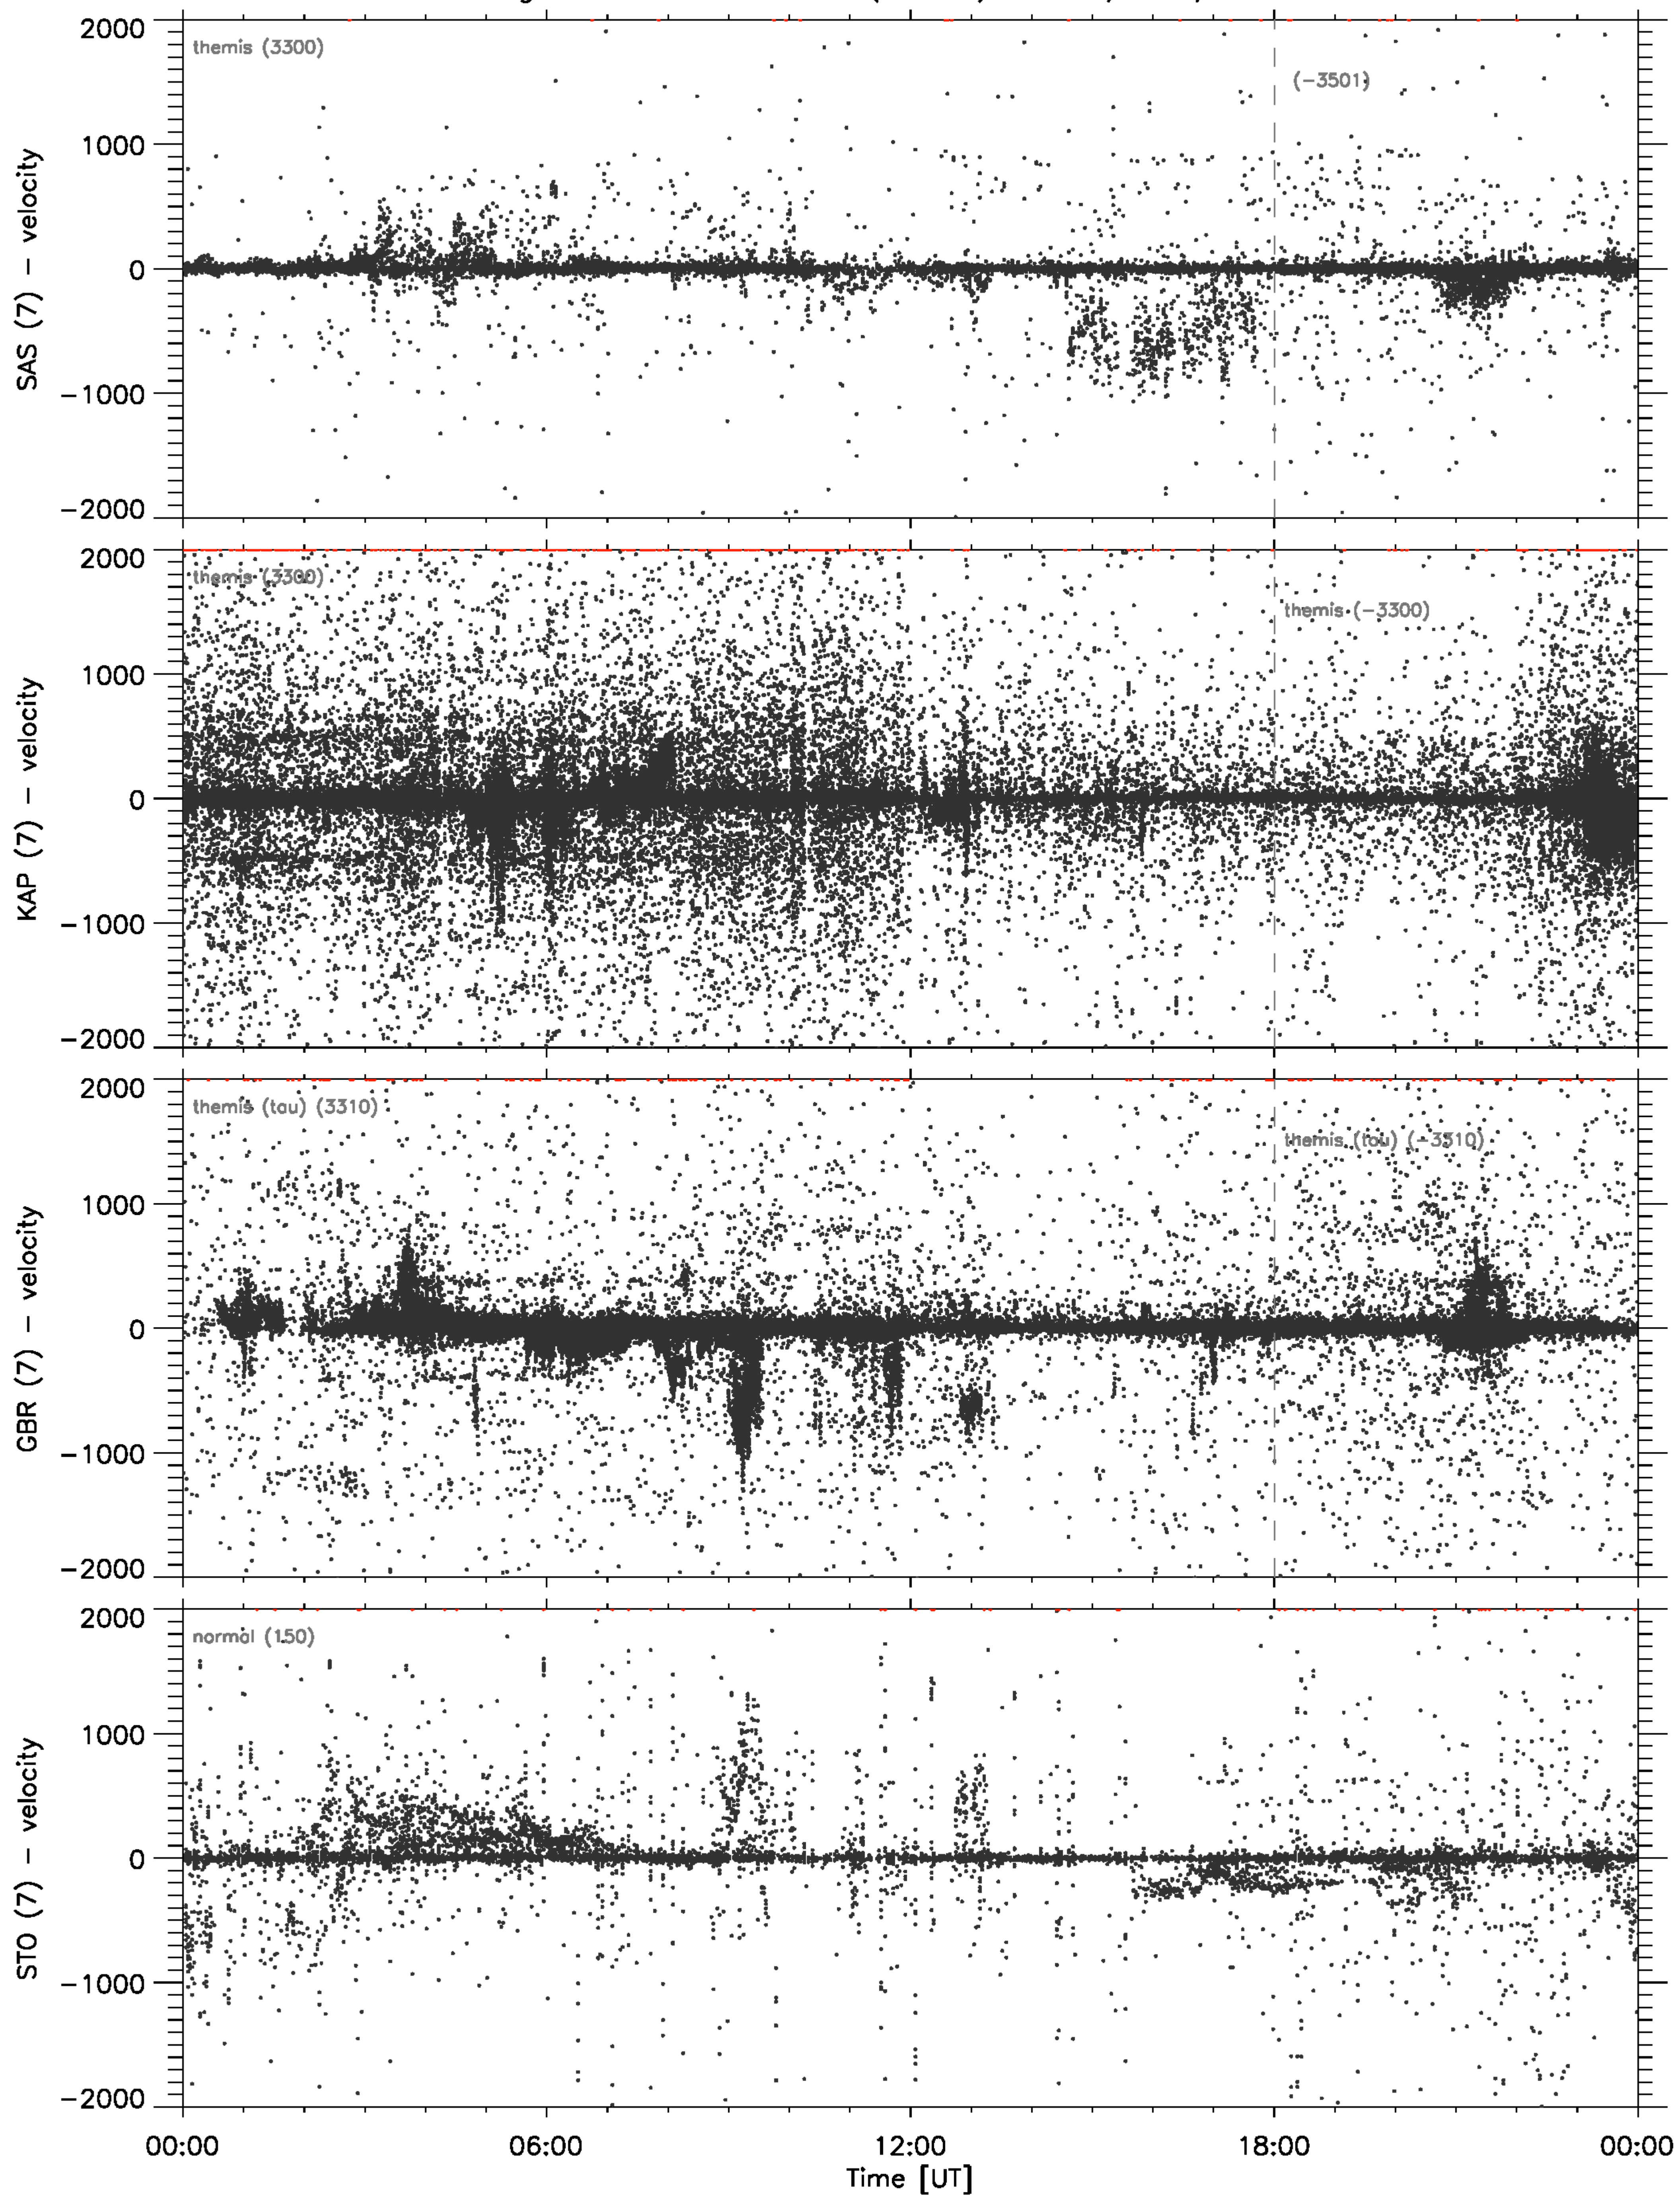 2000
themis (3300)
(-3501)
1000
0
-1000
-2000
SAS (7) - velocity
2000
themis (3300)
themis (-3300)
1000
0
-1000
-2000
KAP (7) - velocity
2000
themis (tau) (3310)
themis (tau) (-3310)
1000
0
-1000
-2000
GBR (7) - velocity
2000
normal (150)
1000
0
-1000
-2000
STO (7) - velocity
00:00 06:00 12:00 18:00 00:00
Time [UT]